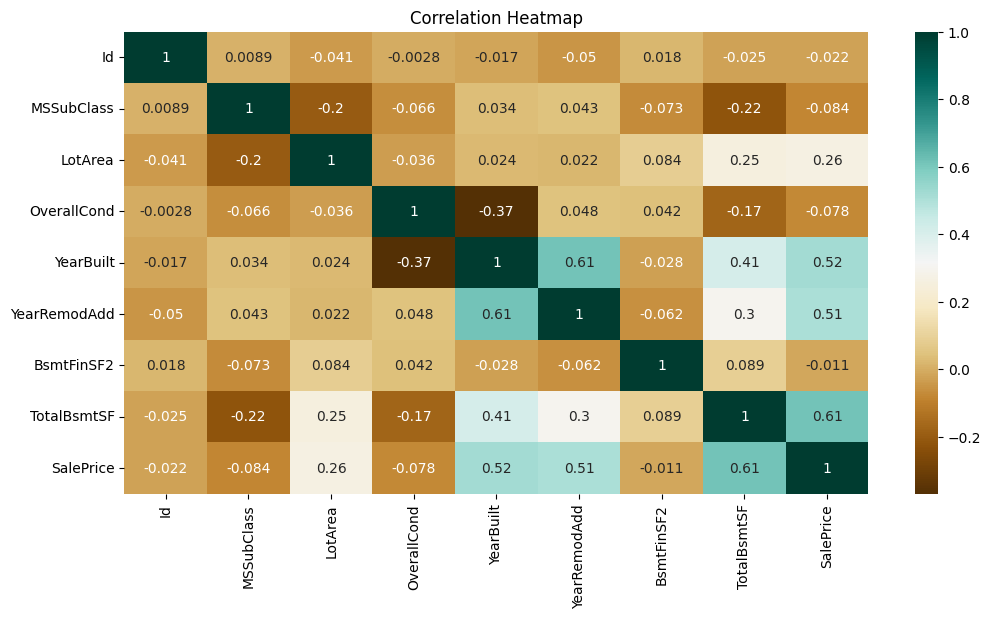 Correlation Heatmap
Id 1 0.0089 -0.041 -0.0028 -0.017 -0.05 0.018 -0.025 -0.022
MSSubClass 0.0089 1 -0.2 -0.066 0.034 0.043 -0.073 -0.22 -0.084
LotArea -0.041 -0.2 1 -0.036 0.024 0.022 0.084 0.25 0.26
OverallCond -0.0028 -0.066 -0.036 1 -0.37 0.048 0.042 -0.17 -0.078
YearBuilt -0.017 0.034 0.024 -0.37 1 0.61 -0.028 0.41 0.52
YearRemodAdd -0.05 0.043 0.022 0.048 0.61 1 -0.062 0.3 0.51
BsmtFinSF2 0.018 -0.073 0.084 0.042 -0.028 -0.062 1 0.089 -0.011
TotalBsmtSF -0.025 -0.22 0.25 -0.17 0.41 0.3 0.089 1 0.61
SalePrice -0.022 -0.084 0.26 -0.078 0.52 0.51 -0.011 0.61 1
Id MSSubClass LotArea OverallCond YearBuilt YearRemodAdd BsmtFinSF2 TotalBsmtSF SalePrice
1.0
0.8
0.6
0.4
0.2
0.0
−0.2